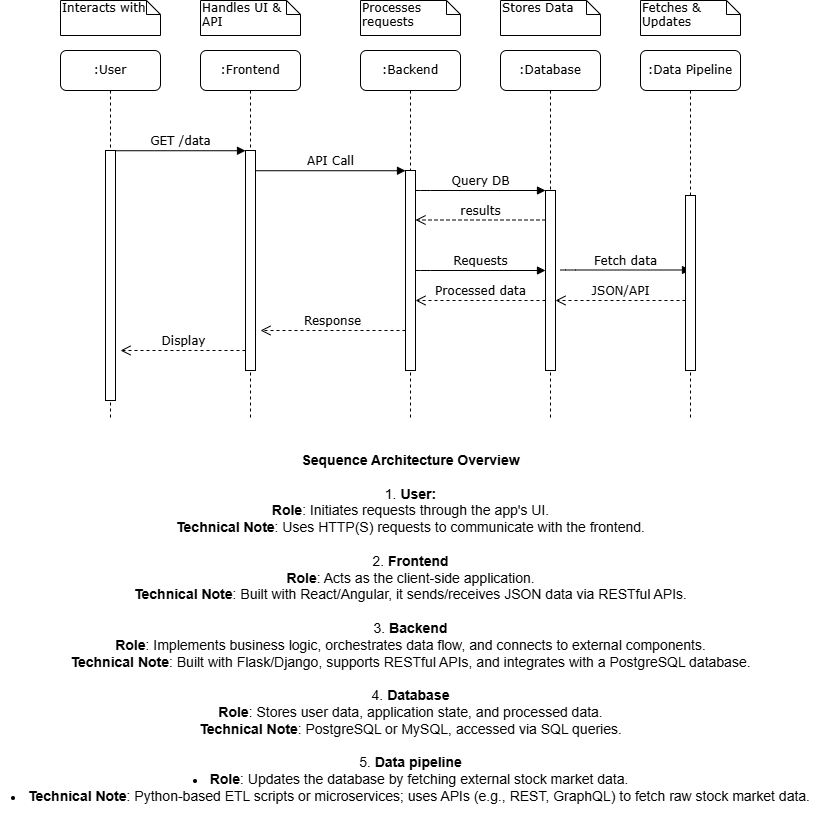 Interacts with
Handles UI &
API
Processes
requests
Stores Data
Fetches &
Updates
:User
:Frontend
:Backend
:Database
:Data Pipeline
GET /data
API Call
Query DB
results
Requests
Fetch data
Processed data
JSON/API
Response
Display
Sequence Architecture Overview
1. User:
Role: Initiates requests through the app's UI.
Technical Note: Uses HTTP(S) requests to communicate with the frontend.
2. Frontend
Role: Acts as the client-side application.
Technical Note: Built with React/Angular, it sends/receives JSON data via RESTful APIs.
3. Backend
Role: Implements business logic, orchestrates data flow, and connects to external components.
Technical Note: Built with Flask/Django, supports RESTful APIs, and integrates with a PostgreSQL database.
4. Database
Role: Stores user data, application state, and processed data.
Technical Note: PostgreSQL or MySQL, accessed via SQL queries.
5. Data pipeline
• Role: Updates the database by fetching external stock market data.
• Technical Note: Python-based ETL scripts or microservices; uses APIs (e.g., REST, GraphQL) to fetch raw stock market data.